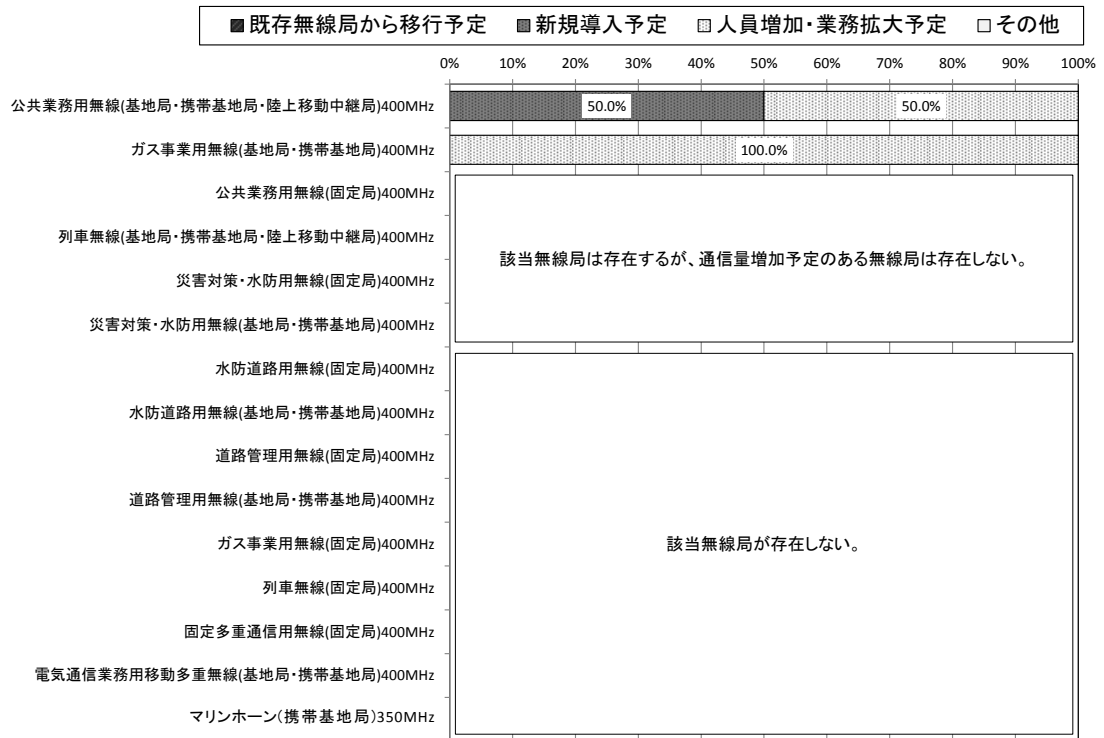 ■既存無線局から移行予定 ■新規導入予定 □人員増加・業務拡大予定 □その他
0% 10% 20% 30% 40% 50% 60% 70% 80% 90% 100%
公共業務用無線(基地局・携帯基地局・陸上移動中継局)400MHz 50.0% 50.0%
ガス事業用無線(基地局・携帯基地局)400MHz 100.0%
公共業務用無線(固定局)400MHz
列車無線(基地局・携帯基地局・陸上移動中継局)400MHz
該当無線局は存在するが、通信量増加予定のある無線局は存在しない。
災害対策・水防用無線(固定局)400MHz
災害対策・水防用無線(基地局・携帯基地局)400MHz
水防道路用無線(固定局)400MHz
水防道路用無線(基地局・携帯基地局)400MHz
道路管理用無線(固定局)400MHz
道路管理用無線(基地局・携帯基地局)400MHz
ガス事業用無線(固定局)400MHz 該当無線局が存在しない。
列車無線(固定局)400MHz
固定多重通信用無線(固定局)400MHz
電気通信業務用移動多重無線(基地局・携帯基地局)400MHz
マリンホーン(携帯基地局)350MHz